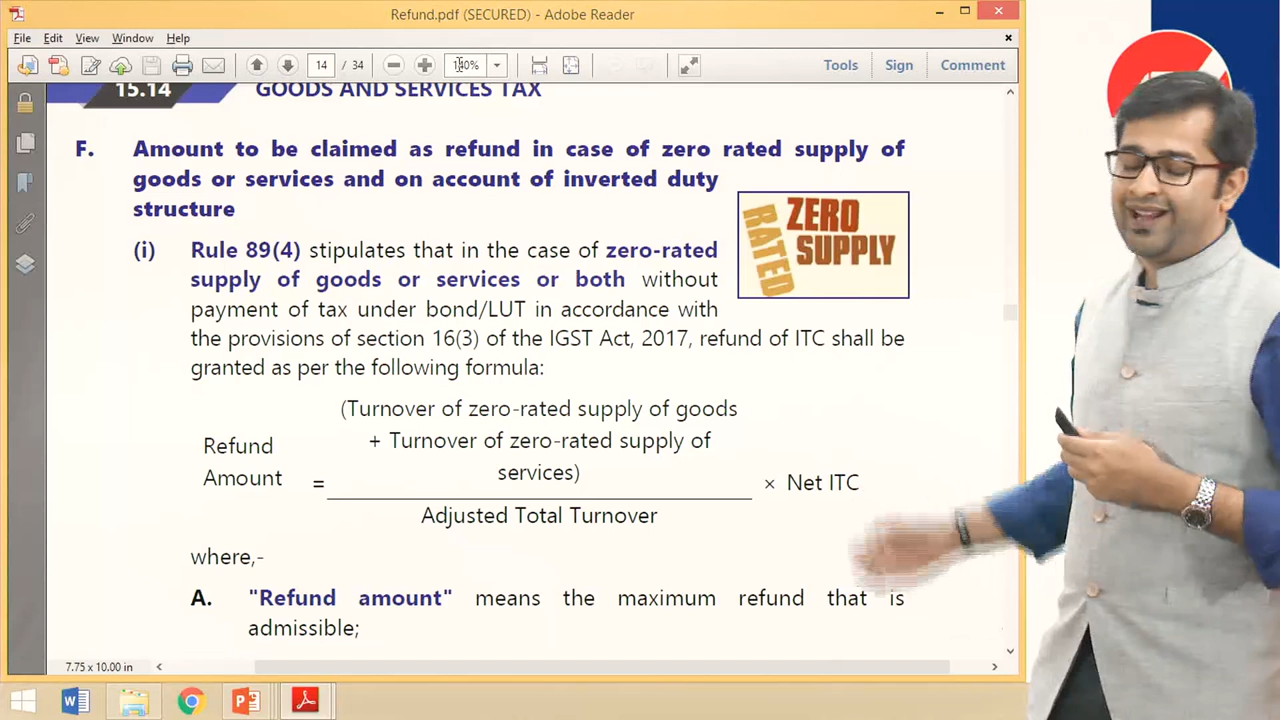 Refund.pdf (SECURED) - Adobe Reader
File Edit View Window Help
14 / 34
Tools Sign Comment
15.14 GOODS AND SERVICES TAX
F. Amount to be claimed as refund in case of zero rated supply of
goods or services and on account of inverted duty
structure
ZERO
RATED
SUPPLY
(i) Rule 89(4) stipulates that in the case of zero-rated
supply of goods or services or both without
payment of tax under bond/LUT in accordance with
the provisions of section 16(3) of the IGST Act, 2017, refund of ITC shall be
granted as per the following formula:
(Turnover of zero-rated supply of goods
+ Turnover of zero-rated supply of
services)
Refund
Amount = × Net ITC
Adjusted Total Turnover
where,-
A. "Refund amount" means the maximum refund that is
admissible;
7.75 x 10.00 in